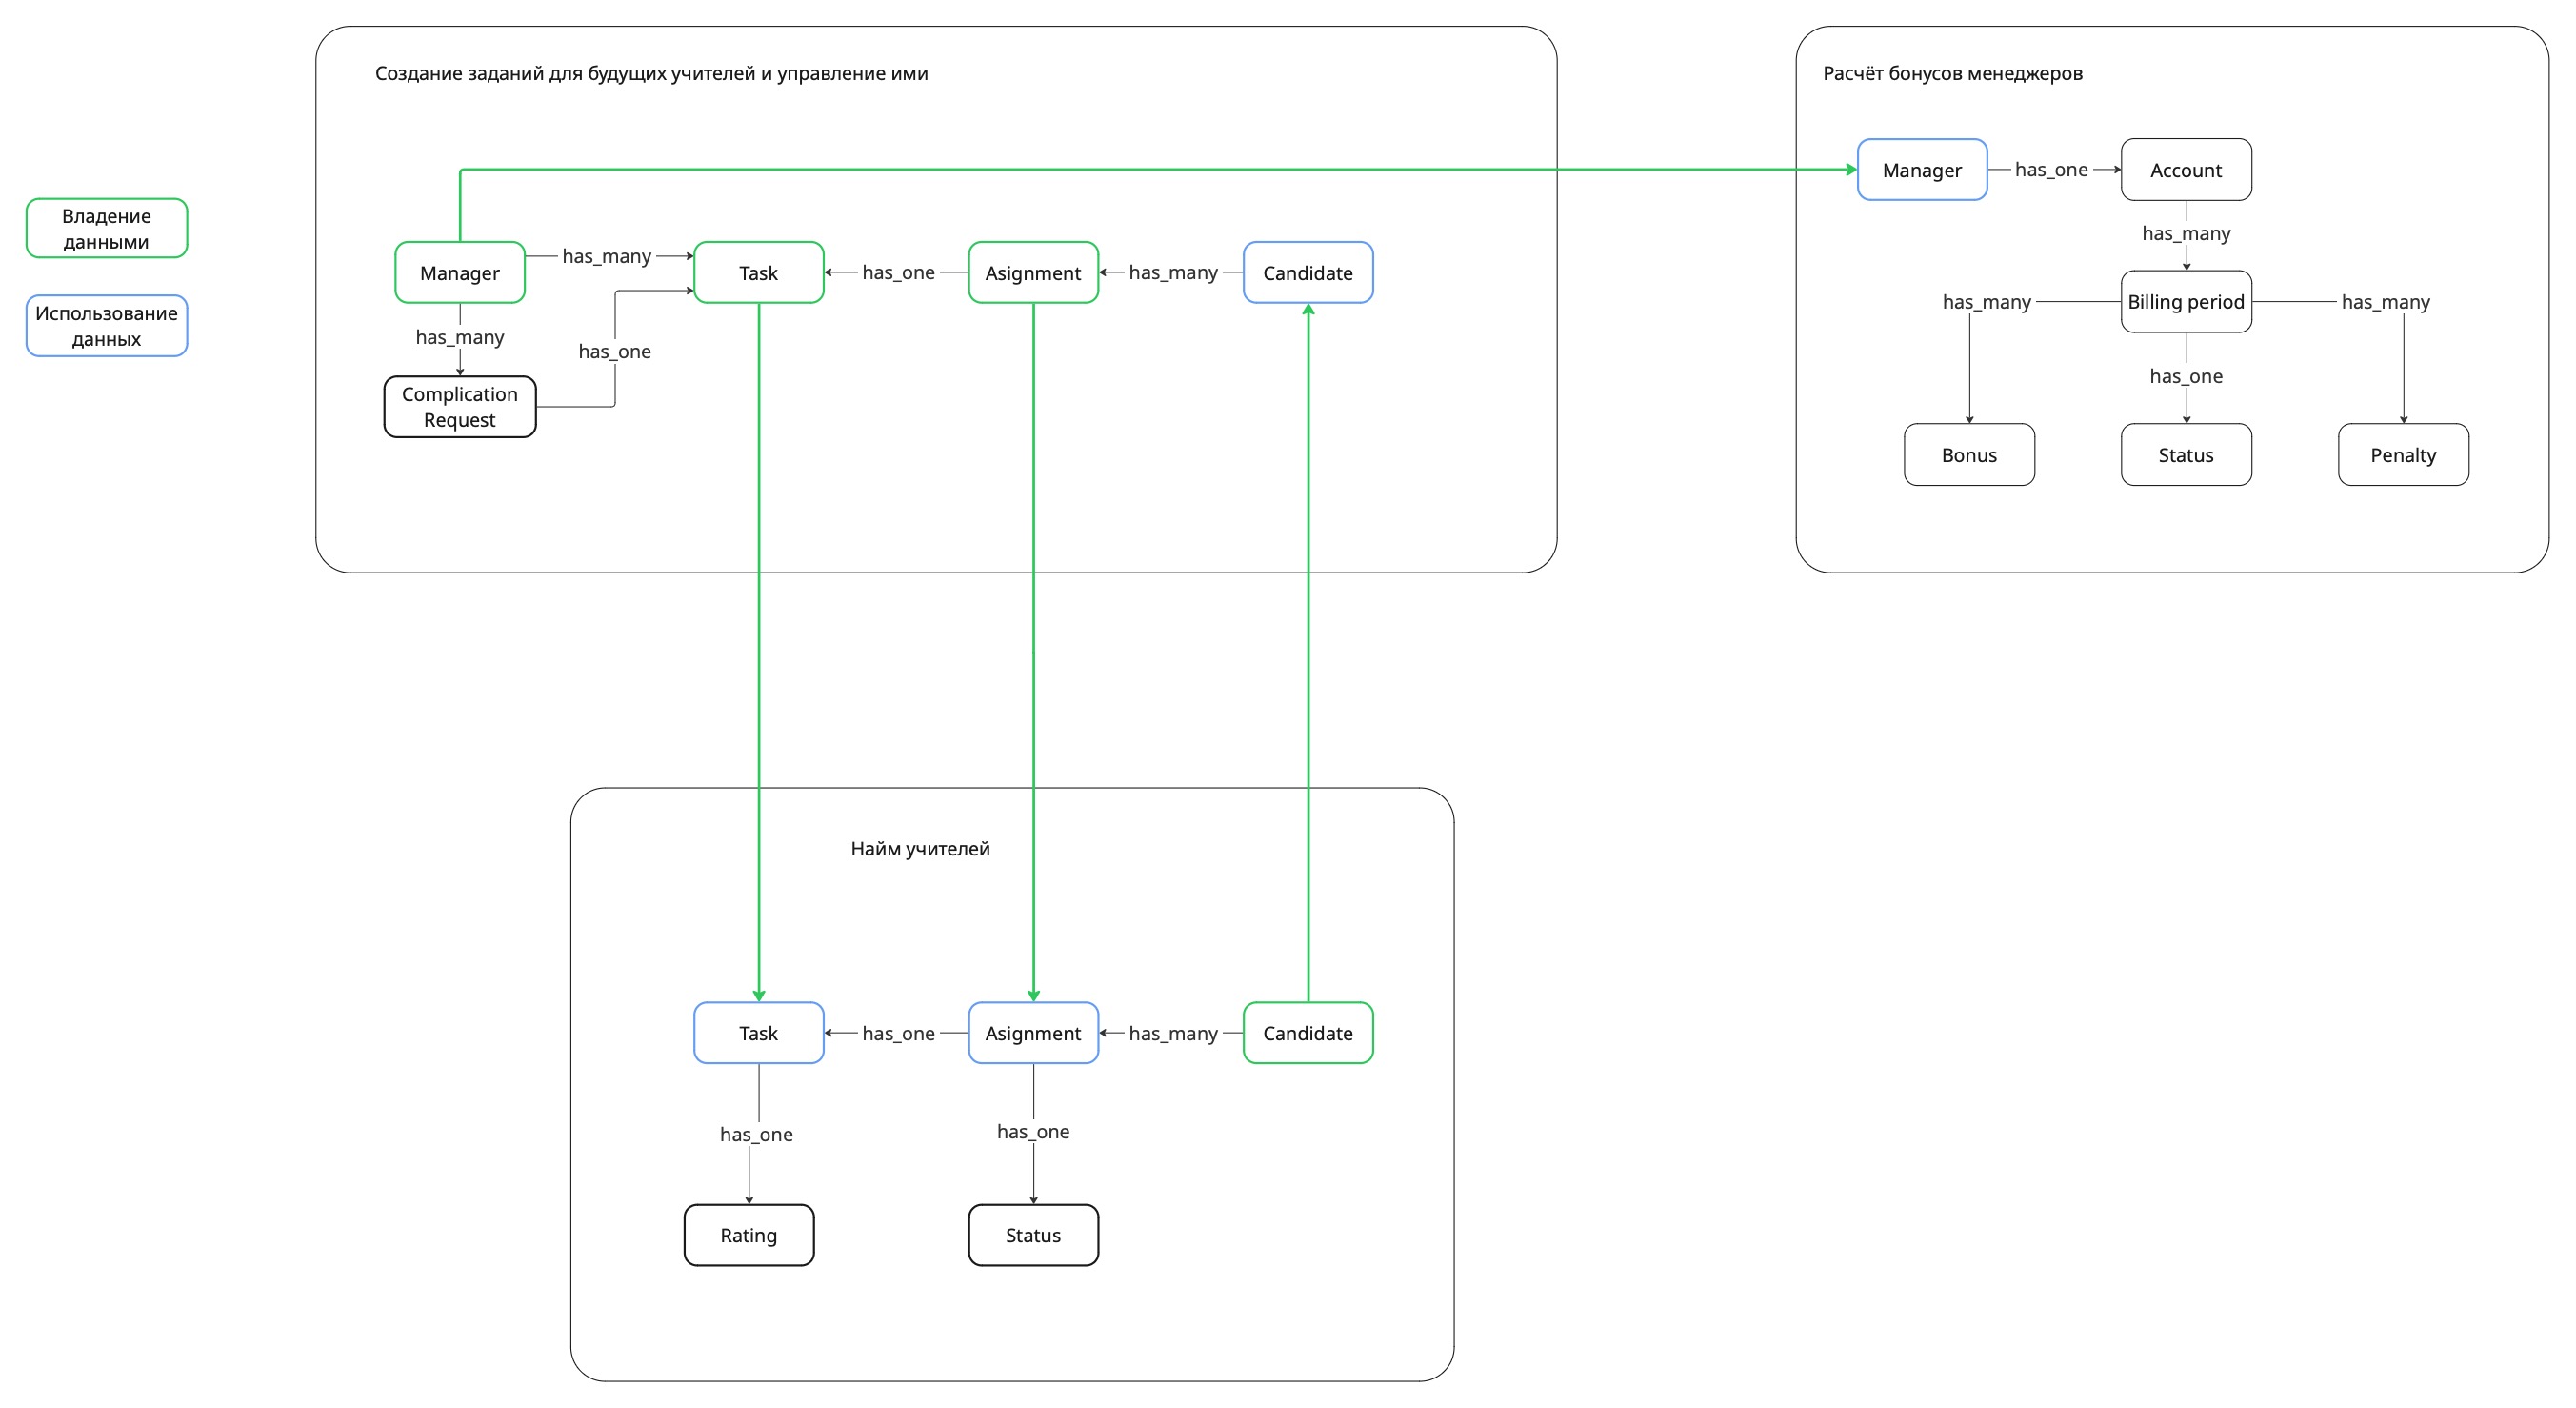 Создание заданий для будущих учителей и управление ими
Расчёт бонусов менеджеров
Владение
данными
Использование
данных
Manager
has_many
Task
has_one
Asignment
has_many
Candidate
has_many
has_one
Complication
Request
Manager
has_one
Account
has_many
has_many
Billing period
has_many
has_one
Bonus
Status
Penalty
Найм учителей
Task
has_one
Asignment
has_many
Candidate
has_one
has_one
Rating
Status